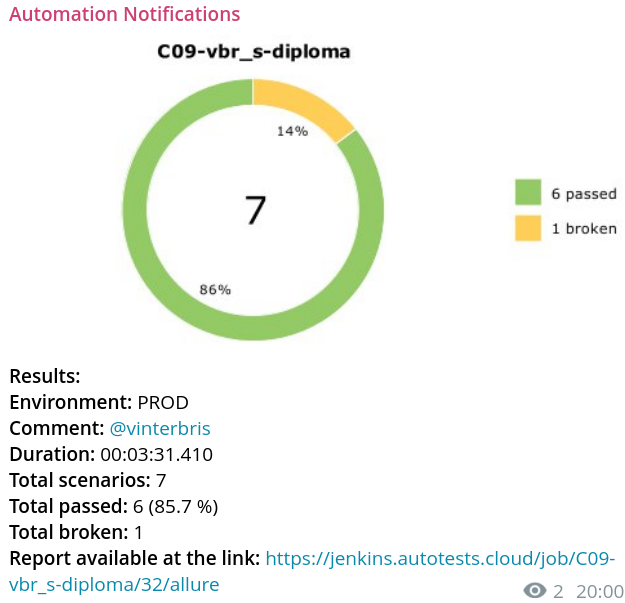 Automation Notifications
C09-vbr_s-diploma
14%
7
86%
6 passed
1 broken
Results:
Environment: PROD
Comment: @vinterbris
Duration: 00:03:31.410
Total scenarios: 7
Total passed: 6 (85.7 %)
Total broken: 1
Report available at the link: https://jenkins.autotests.cloud/job/C09-
vbr_s-diploma/32/allure
2 20:00